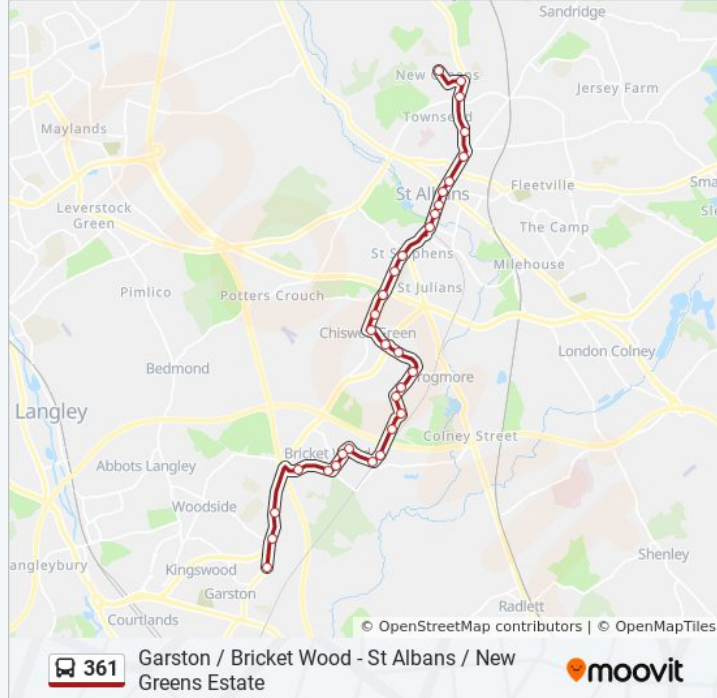 Sandridge
New Greens
Jersey Farm
Maylands
Townsend
St Albans
Fleetville
Leverstock
Green
The Camp
St Stephens
Milehouse
Pimlico
Potters Crouch
St Julians
Chiswell Green
London Colney
Bedmond
Frogmore
Langley
Colney Street
Abbots Langley
Bricket
Woodside
Shenley
Kingswood
Garston
Radlett
Courtlands
© OpenStreetMap contributors | © OpenMapTiles
361
Garston / Bricket Wood - St Albans / New
Greens Estate
moovit